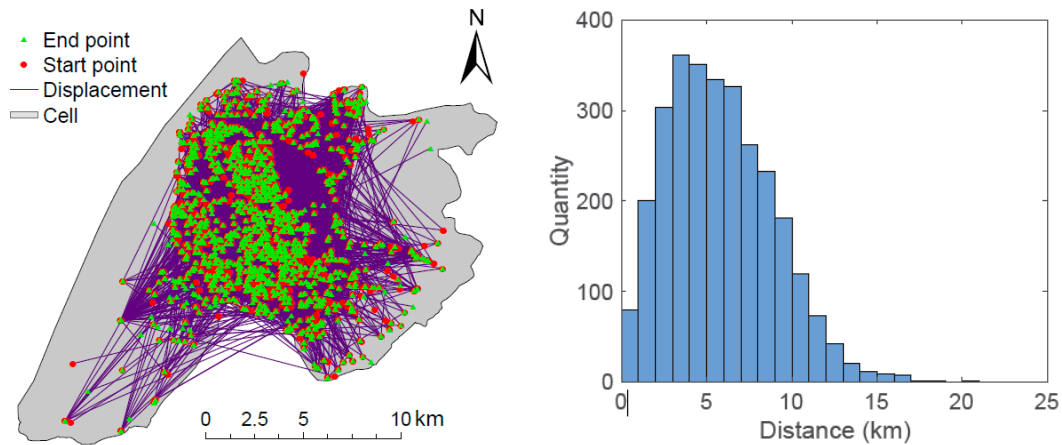 N
End point
Start point
Displacement
Cell
0 2.5 5 10 km
400
300
200
100
0
Quantity
0 5 10 15 20 25
Distance (km)